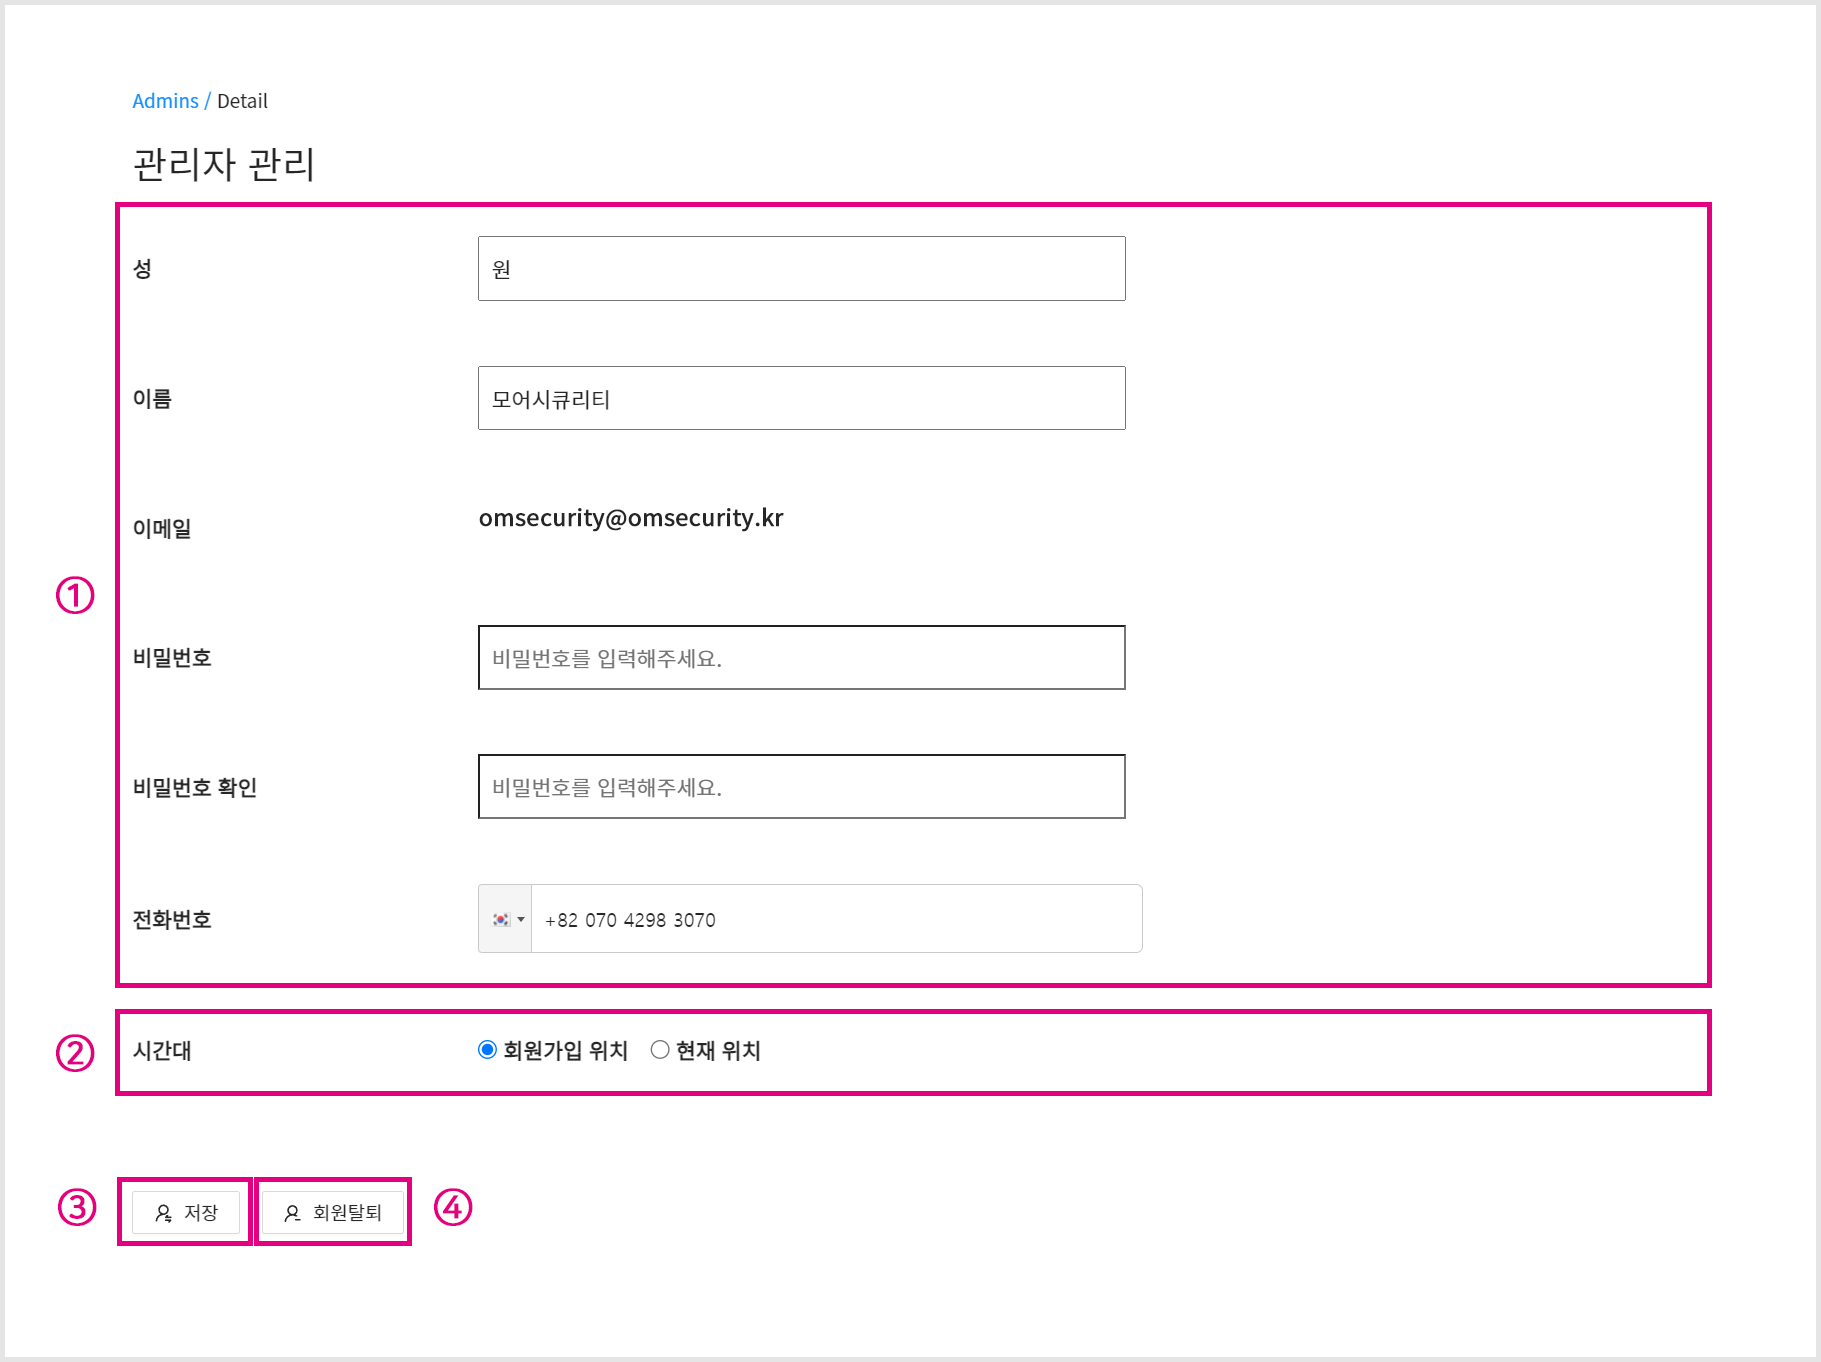 Admins / Detail
관리자 관리
성
원
이름
모어시큐리티
이메일
omsecurity@omsecurity.kr
①
비밀번호
비밀번호를 입력해주세요.
비밀번호 확인
비밀번호를 입력해주세요.
전화번호
+82 070 4298 3070
②
시간대
회원가입 위치
현재 위치
③
저장
회원탈퇴
④